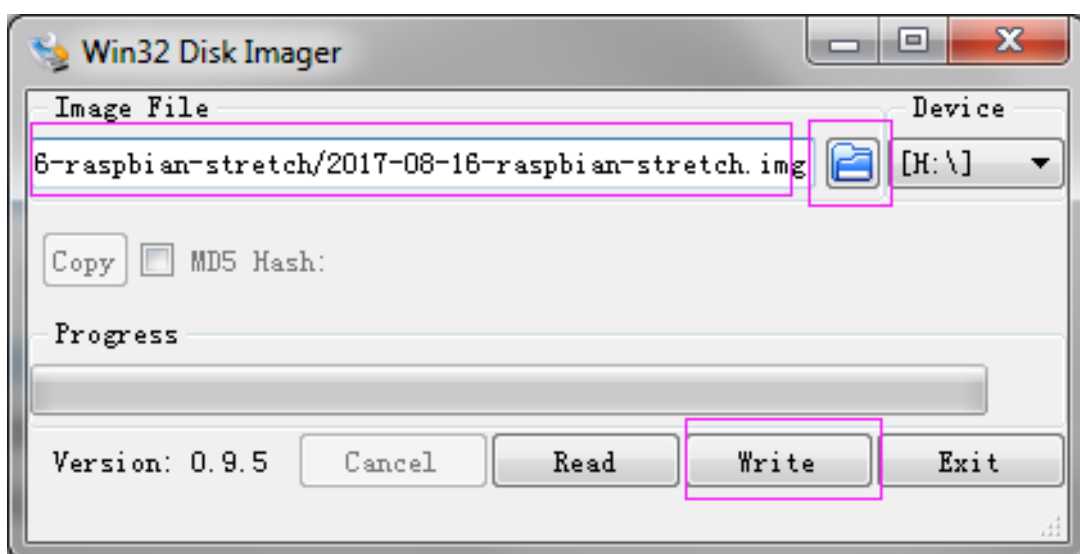 Win32 Disk Imager
Image File
Device
6-raspbian-stretch/2017-08-16-raspbian-stretch.img
[H:\]
Copy MD5 Hash:
Progress
Version: 0.9.5 Cancel Read Write Exit